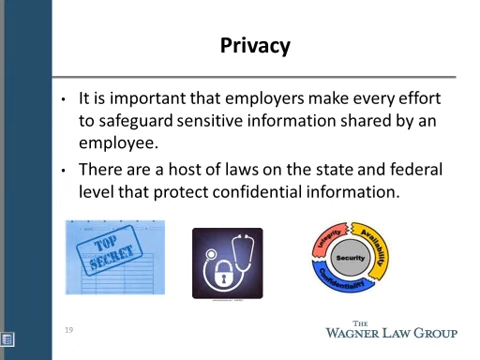 Privacy
• It is important that employers make every effort
to safeguard sensitive information shared by an
employee.
• There are a host of laws on the state and federal
level that protect confidential information.
TOP
SECRET
Integrity
Availability
Security
Confidentiality
19
THE
WAGNER LAW GROUP